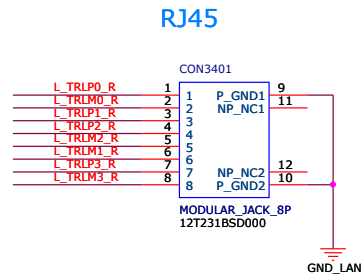 RJ45
CON3401
L_TRLP0_R 1 1 P_GND1 9
L_TRLM0_R 2 2 NP_NC1 11
L_TRLP1_R 3 3
L_TRLP2_R 4 4
L_TRLM2_R 5 5
L_TRLM1_R 6 6
L_TRLP3_R 7 7 NP_NC2 12
L_TRLM3_R 8 8 P_GND2 10
MODULAR_JACK_8P
12T231BSD000
GND_LAN